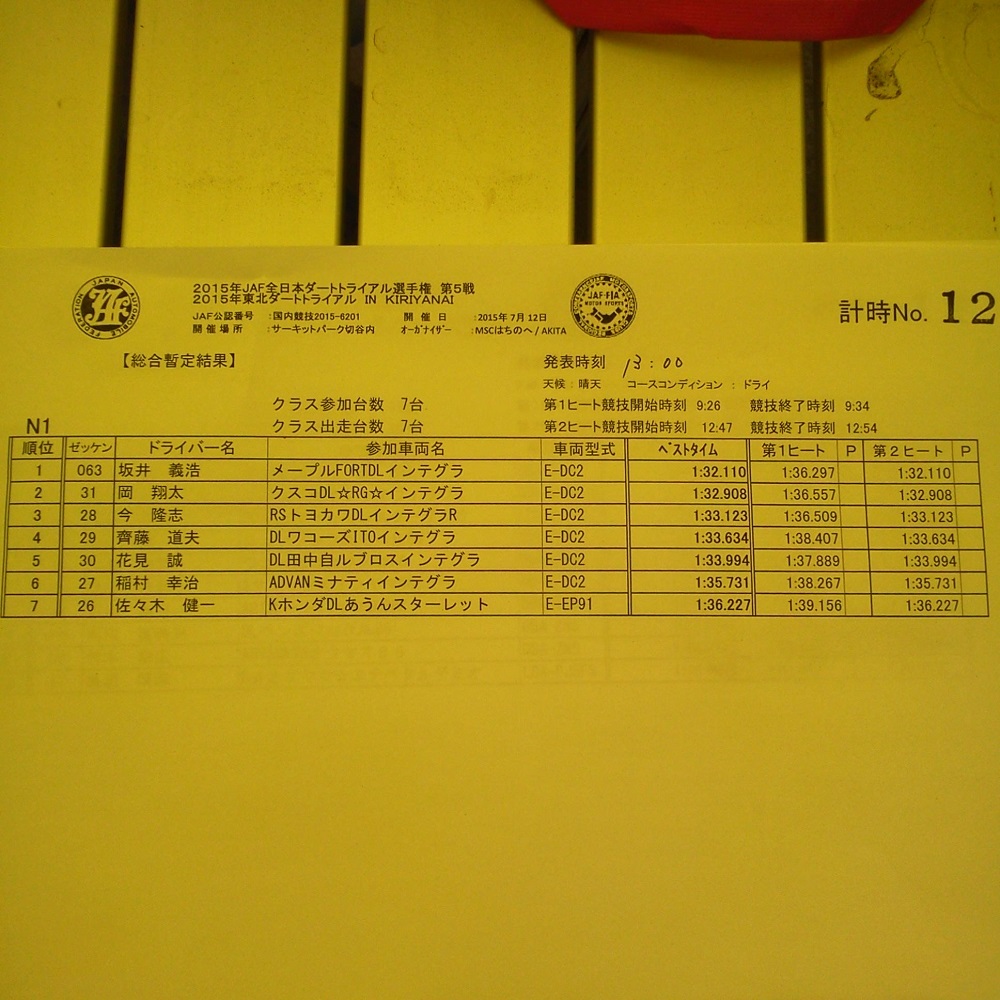 2015年JAF全日本ダートトライアル選手権 第5戦
2015年東北ダートトライアル IN KIRIYANAI
JAF公認番号 :国内競技2015-6201 開催日 :2015年7月12日
開催場所 :サーキットパーク切谷内 オーガナイザー :MSCはちのへ/AKITA
JAPAN AUTOMOBILE FEDERATION
JAF
JAF・FIA
MOTOR SPORTS
計時No. 12
【総合暫定結果】 発表時刻 13:00
天候:晴天 コースコンディション : ドライ
クラス参加台数 7台 第1ヒート競技開始時刻 9:26 競技終了時刻 9:34
N1 クラス出走台数 7台 第2ヒート競技開始時刻 12:47 競技終了時刻 12:54
順位 ゼッケン ドライバー名 参加車両名 車両型式 ベストタイム 第1ヒート P 第2ヒート P
1 063 坂井 義浩 メープルFORTDLインテグラ E-DC2 1:32.110 1:36.297 1:32.110
2 31 岡 翔太 クスコDL☆RG☆インテグラ E-DC2 1:32.908 1:36.557 1:32.908
3 28 今 隆志 RSトヨカワDLインテグラR E-DC2 1:33.123 1:36.509 1:33.123
4 29 齊藤 道夫 DLワコーズITOインテグラ E-DC2 1:33.634 1:38.407 1:33.634
5 30 花見 誠 DL田中自ルブロスインテグラ E-DC2 1:33.994 1:37.889 1:33.994
6 27 稲村 幸治 ADVANミナティインテグラ E-DC2 1:35.731 1:38.267 1:35.731
7 26 佐々木 健一 KホンダDLあうんスターレット E-EP91 1:36.227 1:39.156 1:36.227